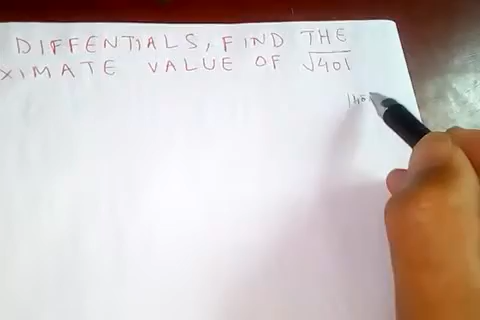 DIFFENTIALS, FIND THE
XIMATE VALUE OF √401